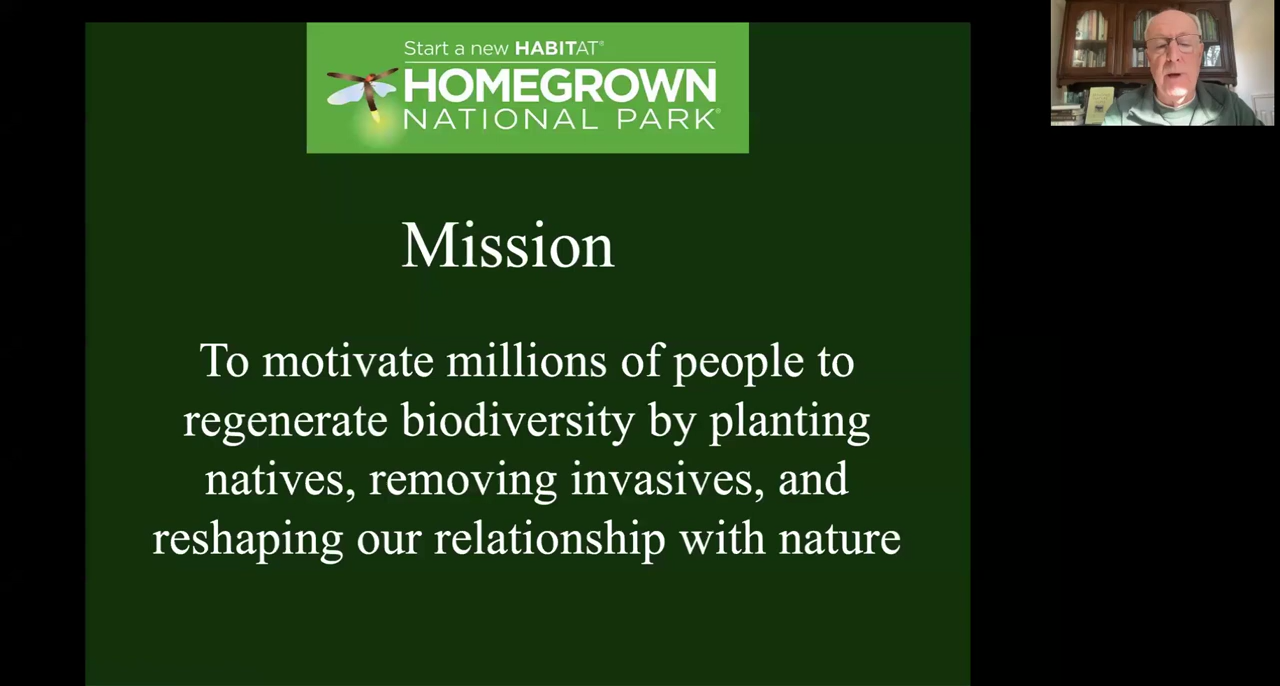 Start a new HABITAT®
HOMEGROWN
NATIONAL PARK®
Mission
To motivate millions of people to
regenerate biodiversity by planting
natives, removing invasives, and
reshaping our relationship with nature